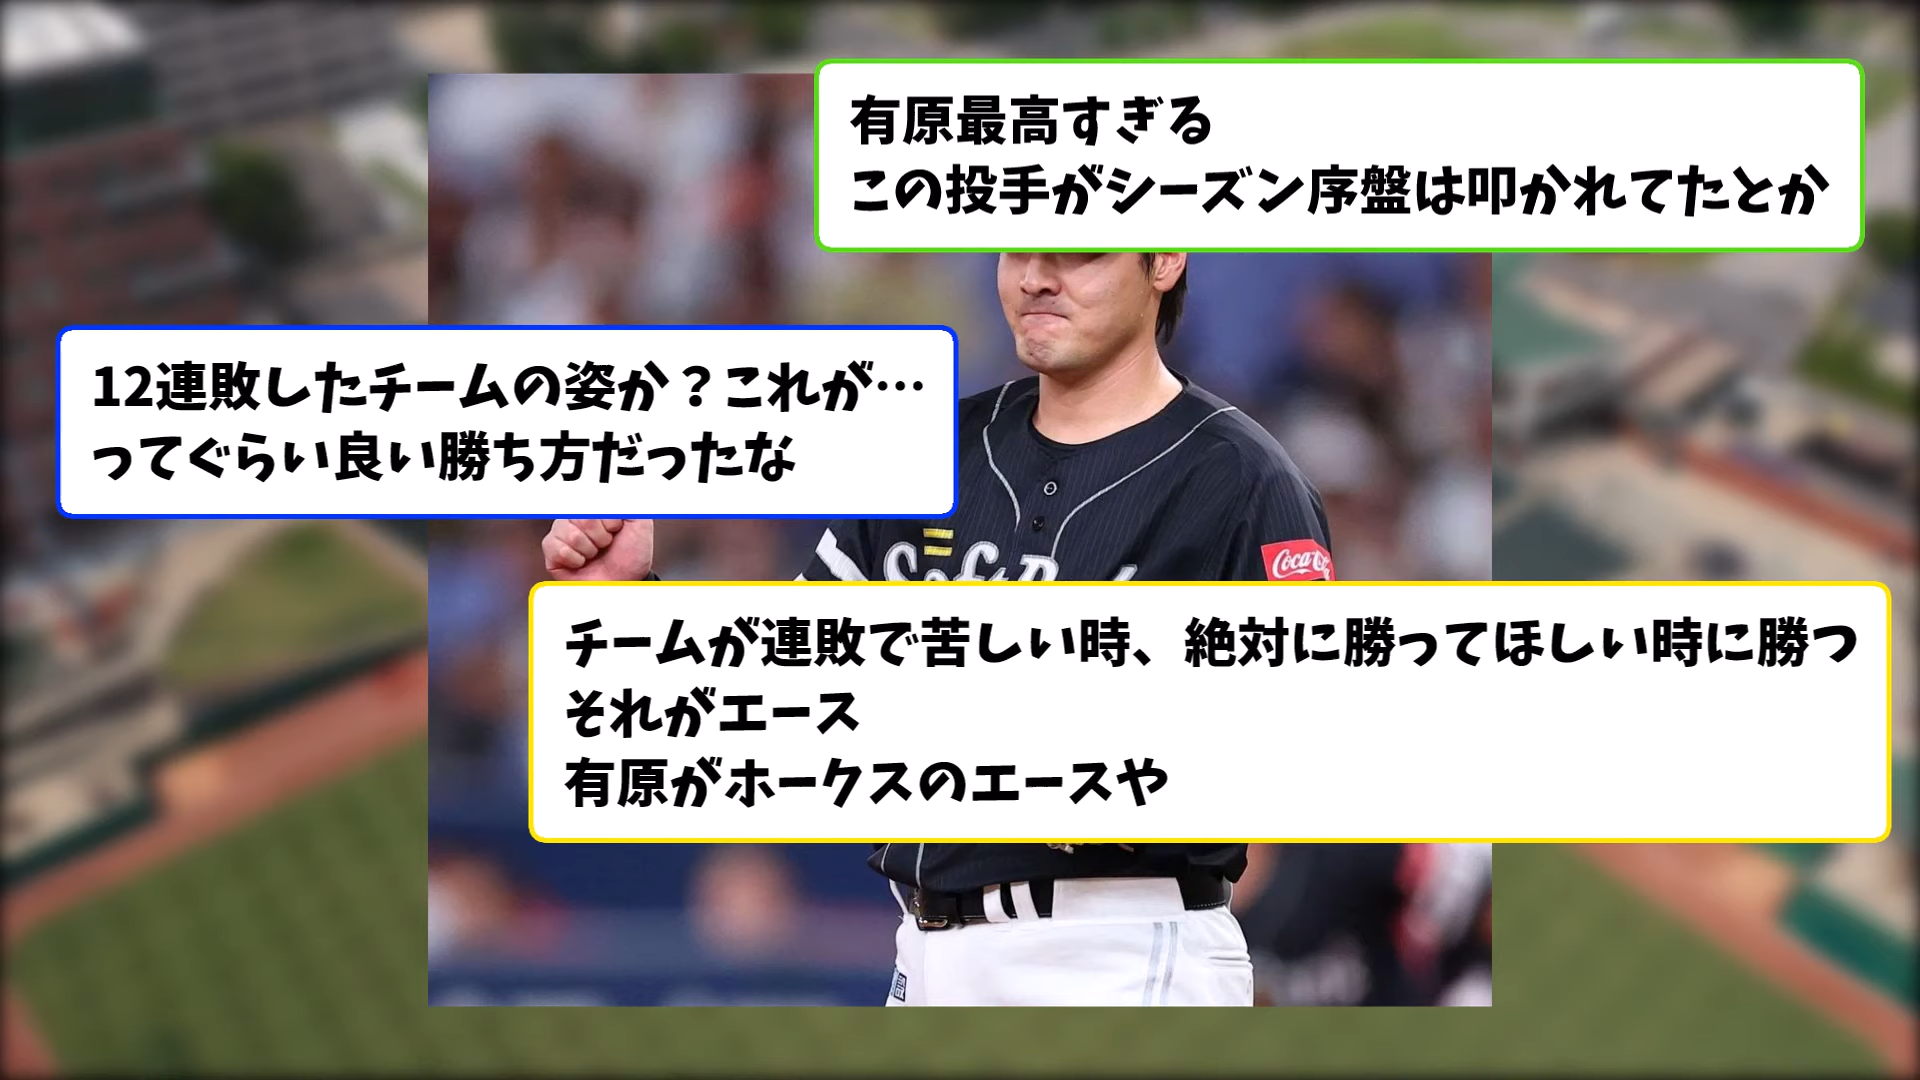 有原最高すぎる
この投手がシーズン序盤は叩かれてたとか
12連敗したチームの姿か？これが…
ってぐらい良い勝ち方だったな
Coca-C
チームが連敗で苦しい時、絶対に勝ってほしい時に勝つ
それがエース
有原がホークスのエースや